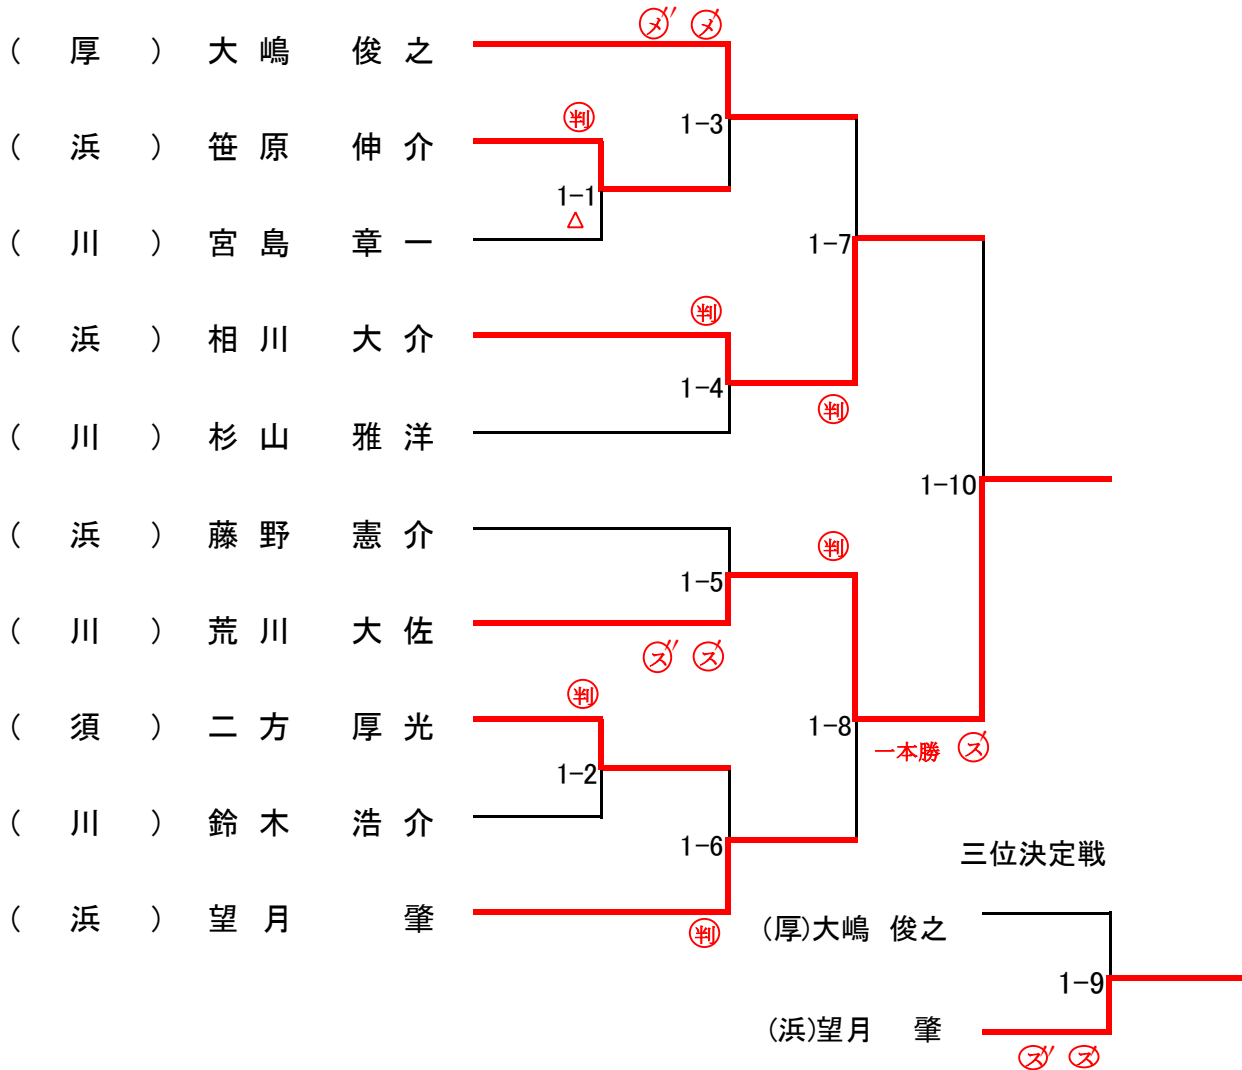 ㋱〃 ㋱
( 厚 ) 大嶋 俊之
判
1-3
( 浜 ) 笹原 伸介
1-1
△
( 川 ) 宮島 章一
1-7
判
( 浜 ) 相川 大介
1-4
判
( 川 ) 杉山 雅洋
1-10
( 浜 ) 藤野 憲介
判
1-5
( 川 ) 荒川 大佐
㋜〃 ㋜
判
( 須 ) 二方 厚光
1-8
一本勝 ㋜
1-2
( 川 ) 鈴木 浩介
1-6
三位決定戦
( 浜 ) 望月 肇
判
(厚)大嶋 俊之
1-9
(浜)望月 肇
㋜〃 ㋜